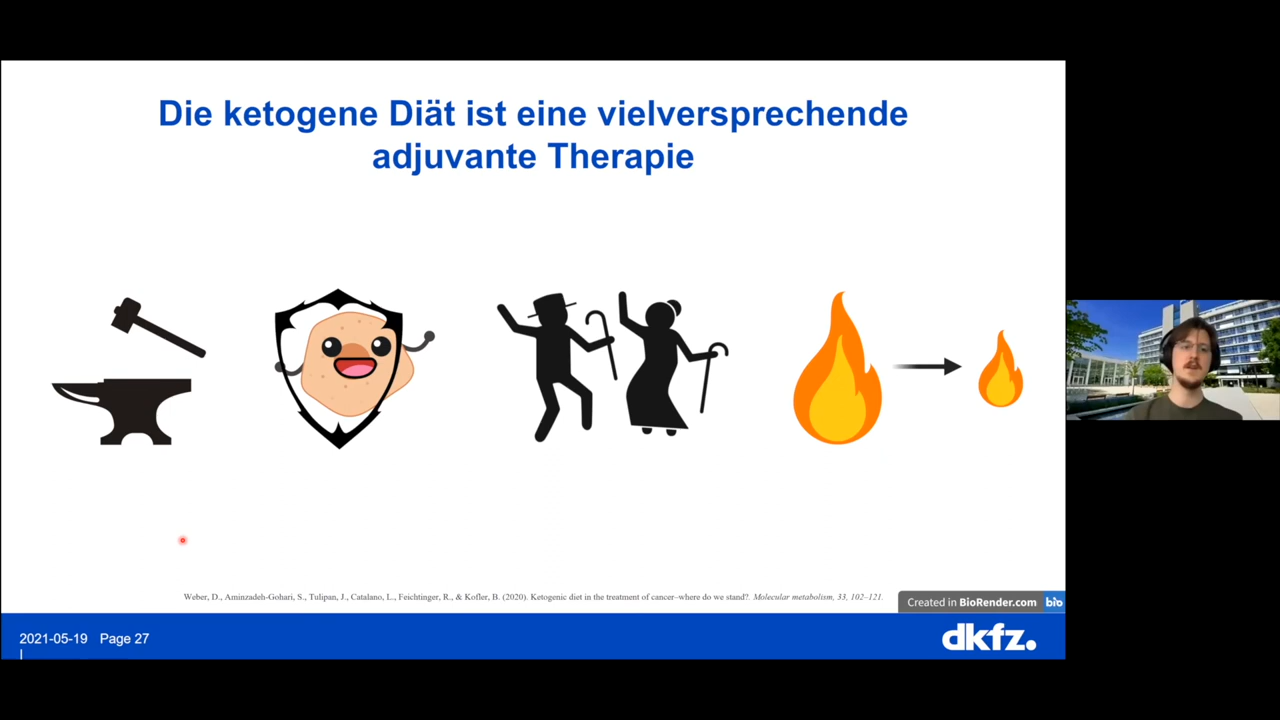 Die ketogene Diät ist eine vielversprechende
adjuvante Therapie
Weber, D., Aminzadeh-Gohari, S., Tulipan, J., Catalano, L., Feichtinger, R., & Kofler, B. (2020). Ketogenic diet in the treatment of cancer–where do we stand?. Molecular metabolism, 33, 102–121.
Created in BioRender.com bio
2021-05-19 Page 27
|
dkfz.